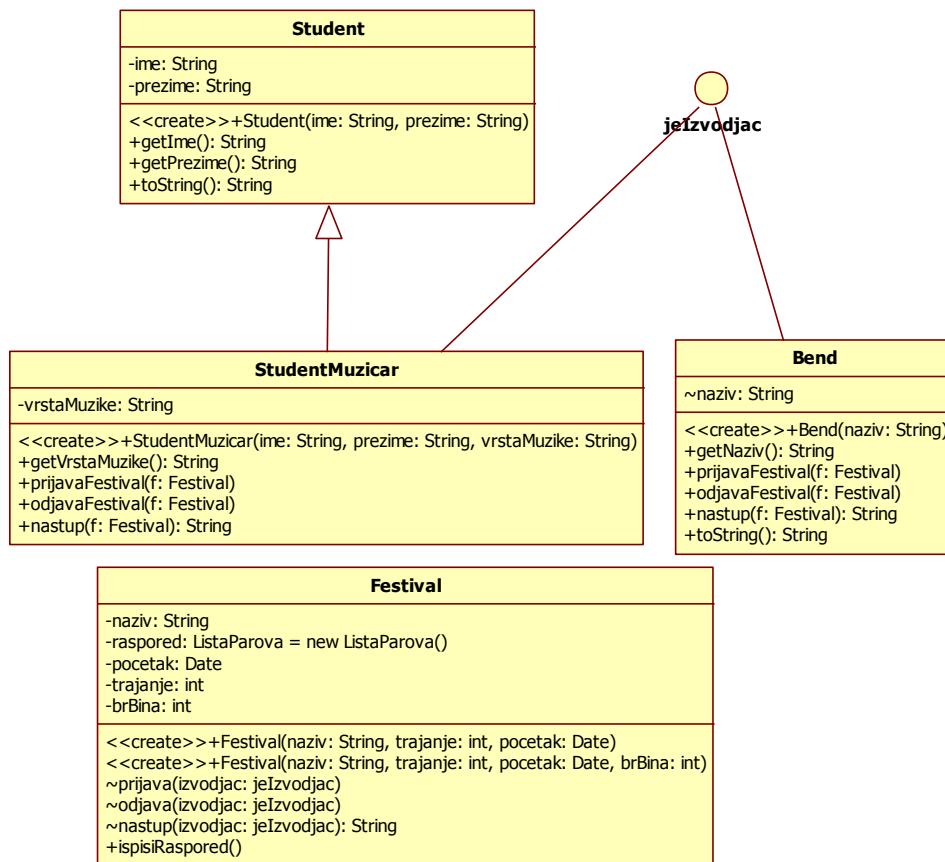 Student
-ime: String
-prezime: String
<<create>>+Student(ime: String, prezime: String)
+getIme(): String
+getPrezime(): String
+toString(): String
jeIzvodjac
StudentMuzicar
-vrstaMuzike: String
<<create>>+StudentMuzicar(ime: String, prezime: String, vrstaMuzike: String)
+getVrstaMuzike(): String
+prijavaFestival(f: Festival)
+odjavaFestival(f: Festival)
+nastup(f: Festival): String
Bend
~naziv: String
<<create>>+Bend(naziv: String)
+getNaziv(): String
+prijavaFestival(f: Festival)
+odjavaFestival(f: Festival)
+nastup(f: Festival): String
+toString(): String
Festival
-naziv: String
-raspored: ListaParova = new ListaParova()
-pocetak: Date
-trajanje: int
-brBina: int
<<create>>+Festival(naziv: String, trajanje: int, pocetak: Date)
<<create>>+Festival(naziv: String, trajanje: int, pocetak: Date, brBina: int)
~prijava(izvodjac: jeIzvodjac)
~odjava(izvodjac: jeIzvodjac)
~nastup(izvodjac: jeIzvodjac): String
+ispisiRaspored()